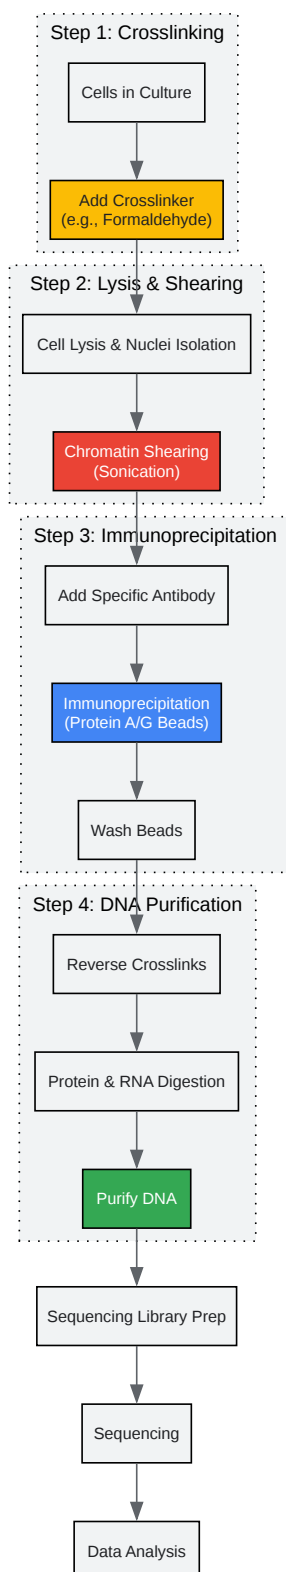 Step 1: Crosslinking
Cells in Culture
Add Crosslinker
(e.g., Formaldehyde)
Step 2: Lysis & Shearing
Cell Lysis & Nuclei Isolation
Chromatin Shearing
(Sonication)
Step 3: Immunoprecipitation
Add Specific Antibody
Immunoprecipitation
(Protein A/G Beads)
Wash Beads
Step 4: DNA Purification
Reverse Crosslinks
Protein & RNA Digestion
Purify DNA
Sequencing Library Prep
Sequencing
Data Analysis